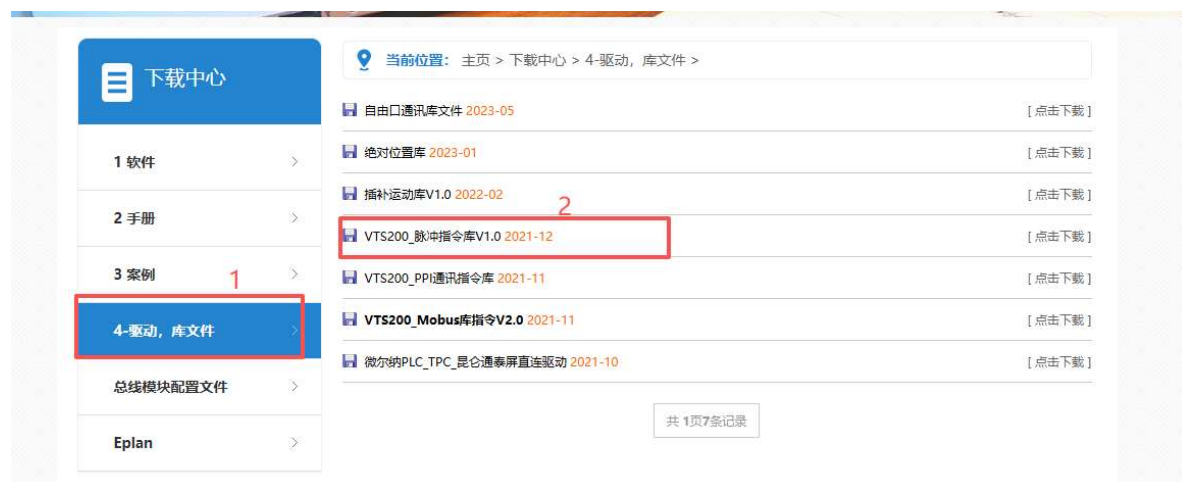 下载中心
1 软件
2 手册
3 案例
1
4-驱动，库文件
总线模块配置文件
Eplan
当前位置： 主页 > 下载中心 > 4-驱动，库文件 >
自由口通讯库文件 2023-05 [ 点击下载 ]
绝对位置库 2023-01 [ 点击下载 ]
插补运动库V1.0 2022-02 [ 点击下载 ]
2
VTS200_脉冲指令库V1.0 2021-12 [ 点击下载 ]
VTS200_PPI通讯指令库 2021-11 [ 点击下载 ]
VTS200_Mobus库指令V2.0 2021-11 [ 点击下载 ]
微尔纳PLC_TPC_昆仑通泰屏直连驱动 2021-10 [ 点击下载 ]
共 1页7条记录